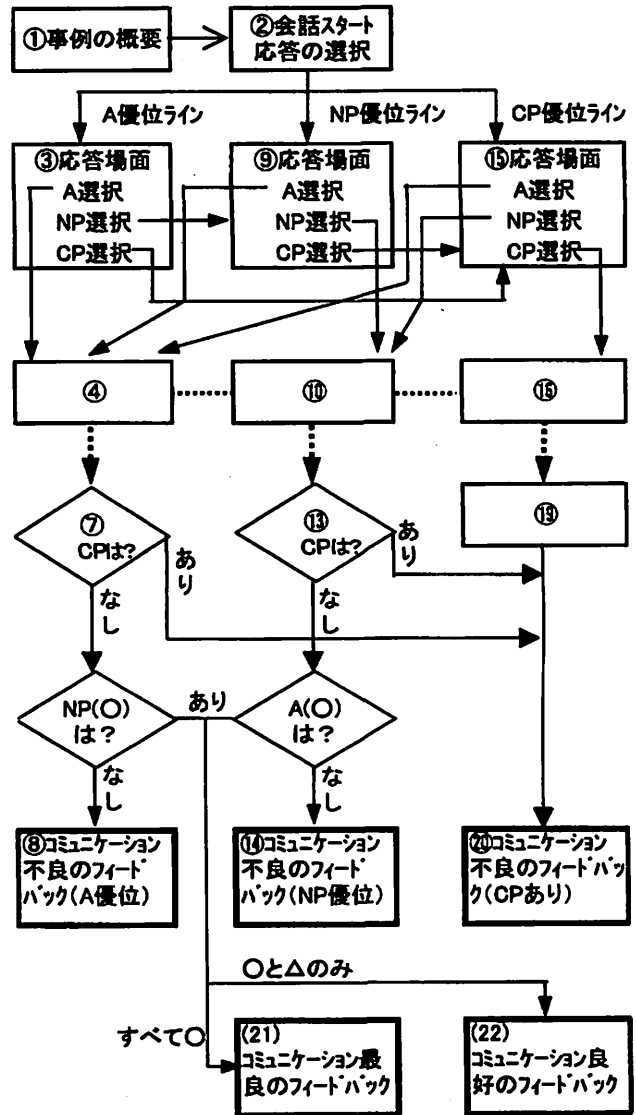 ①事例の概要
②会話スタート
応答の選択
A優位ライン
NP優位ライン
CP優位ライン
③応答場面
A選択
NP選択
CP選択
⑨応答場面
A選択
NP選択
CP選択
⑮応答場面
A選択
NP選択
CP選択
④
⑩
⑯
⑦
CPは?
あり
なし
⑬
CPは?
あり
なし
⑲
NP(○)
は?
あり
なし
A(○)
は?
なし
⑧コミュニケーション
不良のフィード
バック(A優位)
⑭コミュニケーション
不良のフィード
バック(NP優位)
⑳コミュニケーション
不良のフィードバッ
ク(CPあり)
○と△のみ
すべて○
(21)
コミュニケーション最
良のフィードバック
(22)
コミュニケーション良
好のフィードバック